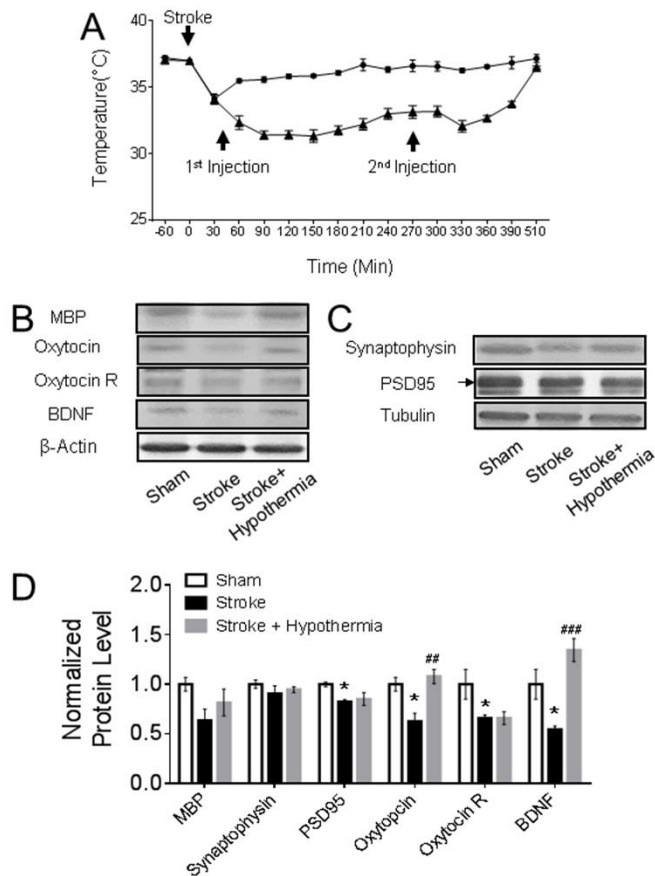 A
Stroke
Temperature(°C)
40
35
31
25
1st Injection
2nd Injection
-60 0 30 60 90 120 150 180 210 240 270 300 330 360 390 510
Time (Min)
B
MBP
Oxytocin
Oxytocin R
BDNF
β-Actin
Sham
Stroke
Stroke+
Hypothermia
C
Synaptophysin
PSD95
Tubulin
Sham
Stroke
Stroke+
Hypothermia
D
Normalized
Protein Level
2.0
1.5
1.0
0.5
0.0
Sham
Stroke
Stroke + Hypothermia
* * ## * * ###
MBP
Synaptophysin
PSD95
Oxytopcin
Oxytocin R
BDNF